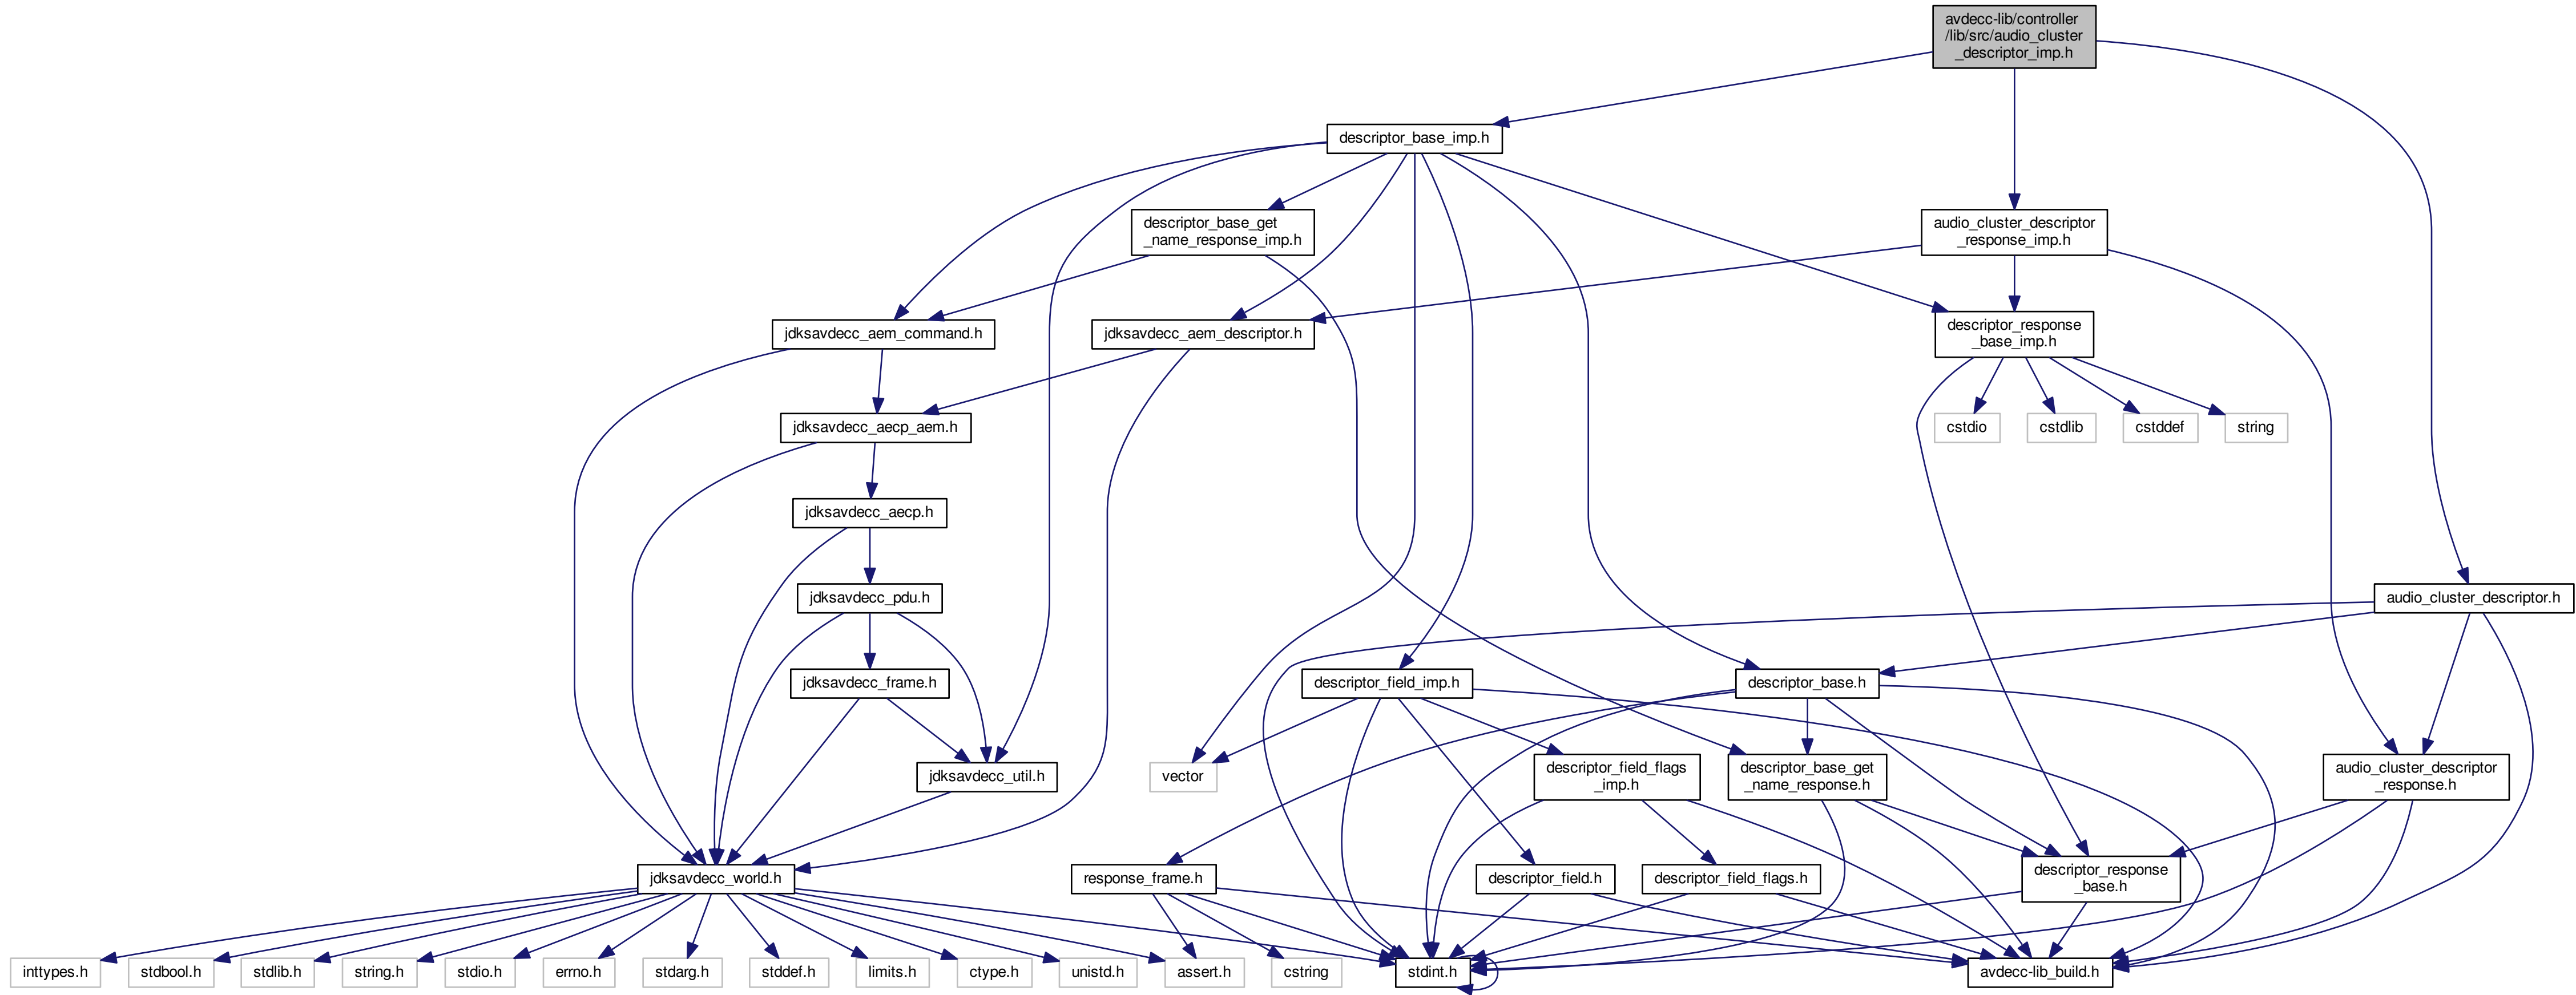 avdecc-lib/controller
/lib/src/audio_cluster
_descriptor_imp.h
descriptor_base_imp.h
descriptor_base_get
_name_response_imp.h
audio_cluster_descriptor
_response_imp.h
jdksavdecc_aem_command.h
jdksavdecc_aem_descriptor.h
descriptor_response
_base_imp.h
jdksavdecc_aecp_aem.h
cstdio
cstdlib
cstddef
string
jdksavdecc_aecp.h
jdksavdecc_pdu.h
audio_cluster_descriptor.h
jdksavdecc_frame.h
descriptor_field_imp.h
descriptor_base.h
jdksavdecc_util.h
vector
descriptor_field_flags
_imp.h
descriptor_base_get
_name_response.h
audio_cluster_descriptor
_response.h
jdksavdecc_world.h
response_frame.h
descriptor_field.h
descriptor_field_flags.h
descriptor_response
_base.h
inttypes.h
stdbool.h
stdlib.h
string.h
stdio.h
errno.h
stdarg.h
stddef.h
limits.h
ctype.h
unistd.h
assert.h
cstring
stdint.h
avdecc-lib_build.h